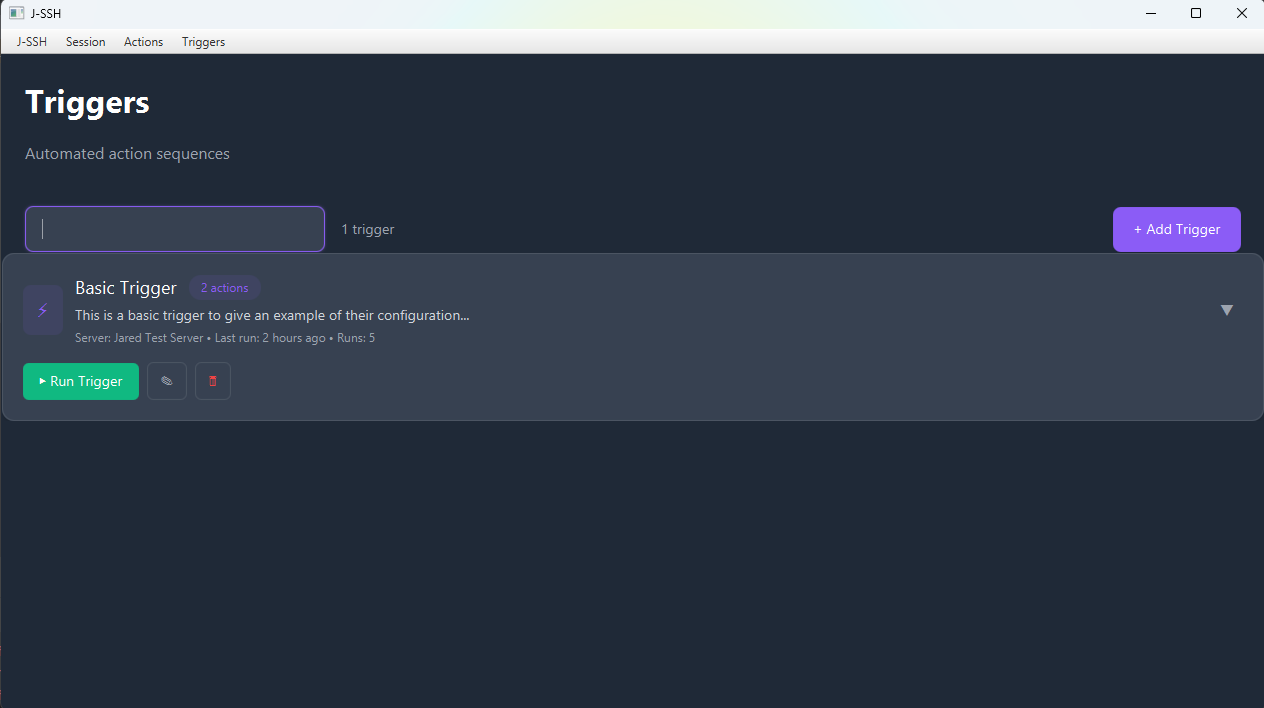 J-SSH
J-SSH Session Actions Triggers
Triggers
Automated action sequences
1 trigger
+ Add Trigger
Basic Trigger 2 actions
This is a basic trigger to give an example of their configuration...
Server: Jared Test Server • Last run: 2 hours ago • Runs: 5
Run Trigger